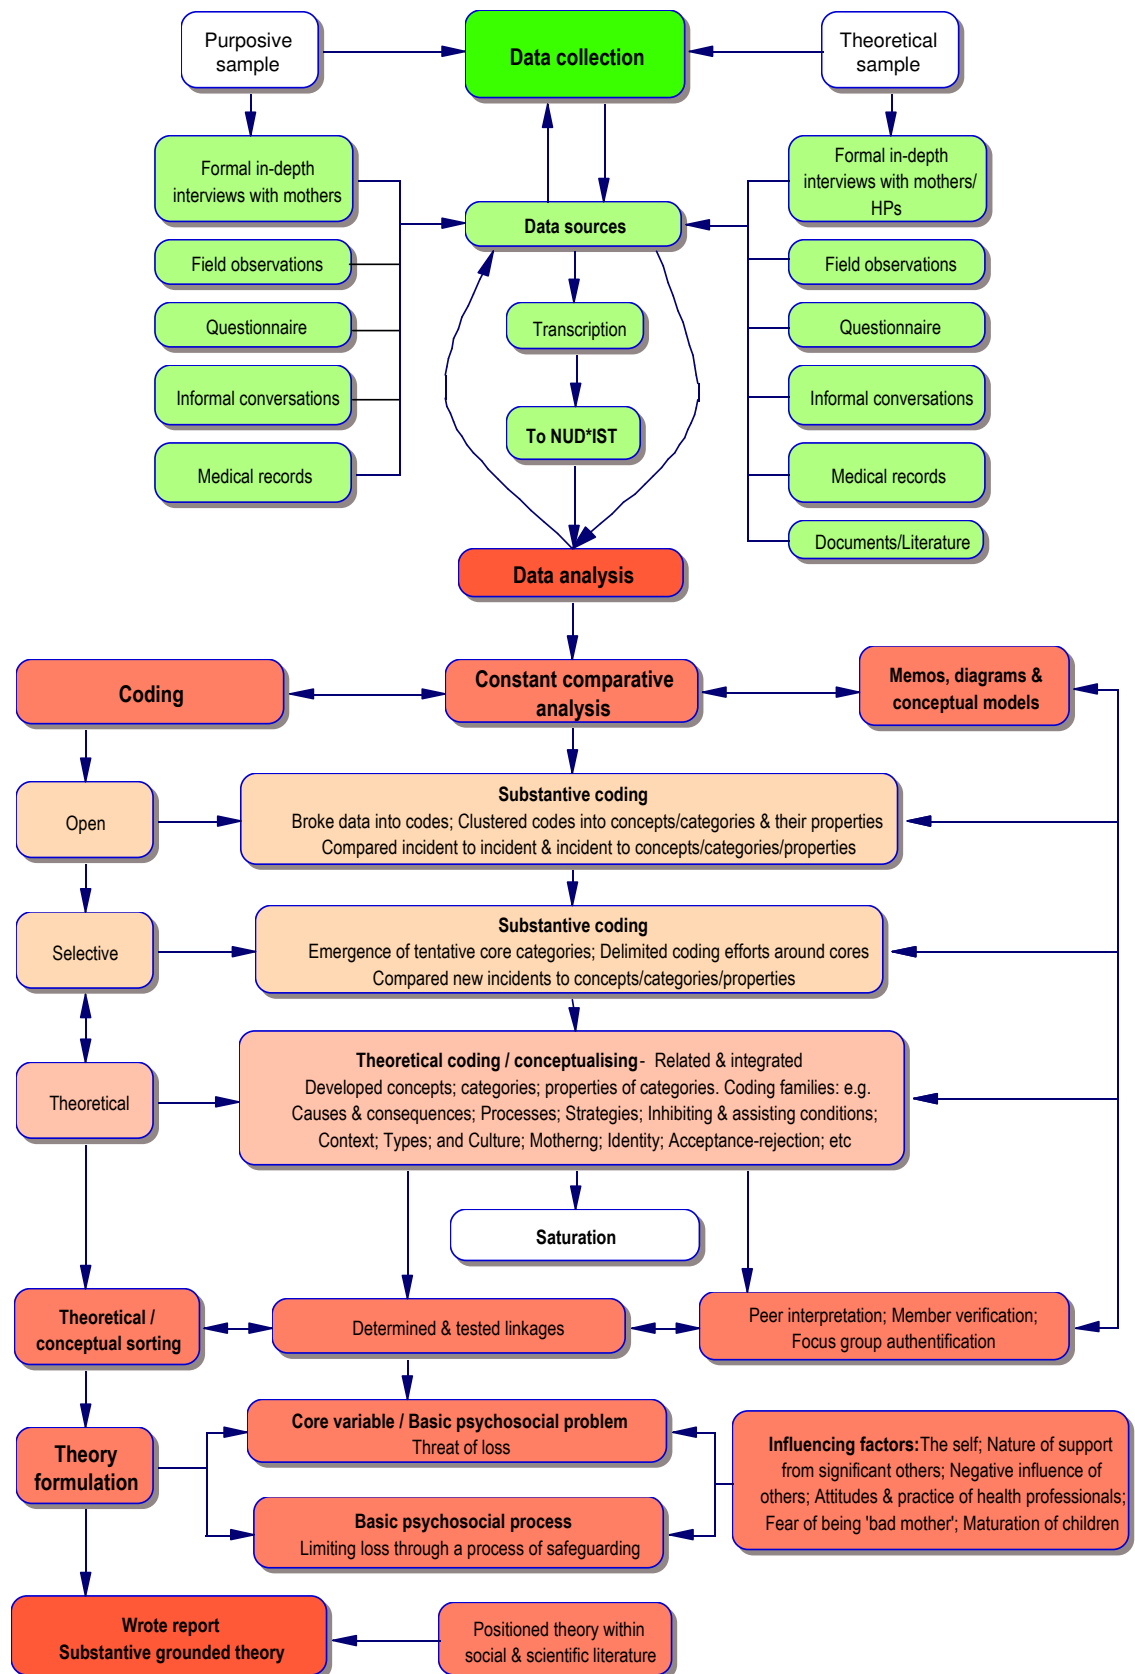 Purposive
sample
Data collection
Theoretical
sample
Formal in-depth
interviews with mothers
Formal in-depth
interviews with mothers/
HPs
Data sources
Field observations
Field observations
Questionnaire
Transcription
Questionnaire
Informal conversations
Informal conversations
To NUD*IST
Medical records
Medical records
Documents/Literature
Data analysis
Coding
Constant comparative
analysis
Memos, diagrams &
conceptual models
Open
Substantive coding
Broke data into codes; Clustered codes into concepts/categories & their properties
Compared incident to incident & incident to concepts/categories/properties
Selective
Substantive coding
Emergence of tentative core categories; Delimited coding efforts around cores
Compared new incidents to concepts/categories/properties
Theoretical
Theoretical coding / conceptualising - Related & integrated
Developed concepts; categories; properties of categories. Coding families: e.g.
Causes & consequences; Processes; Strategies; Inhibiting & assisting conditions;
Context; Types; and Culture; Motherng; Identity; Acceptance-rejection; etc
Saturation
Theoretical /
conceptual sorting
Determined & tested linkages
Peer interpretation; Member verification;
Focus group authentification
Theory
formulation
Core variable / Basic psychosocial problem
Threat of loss
Basic psychosocial process
Limiting loss through a process of safeguarding
Influencing factors:The self; Nature of support
from significant others; Negative influence of
others; Attitudes & practice of health professionals;
Fear of being 'bad mother'; Maturation of children
Wrote report
Substantive grounded theory
Positioned theory within
social & scientific literature